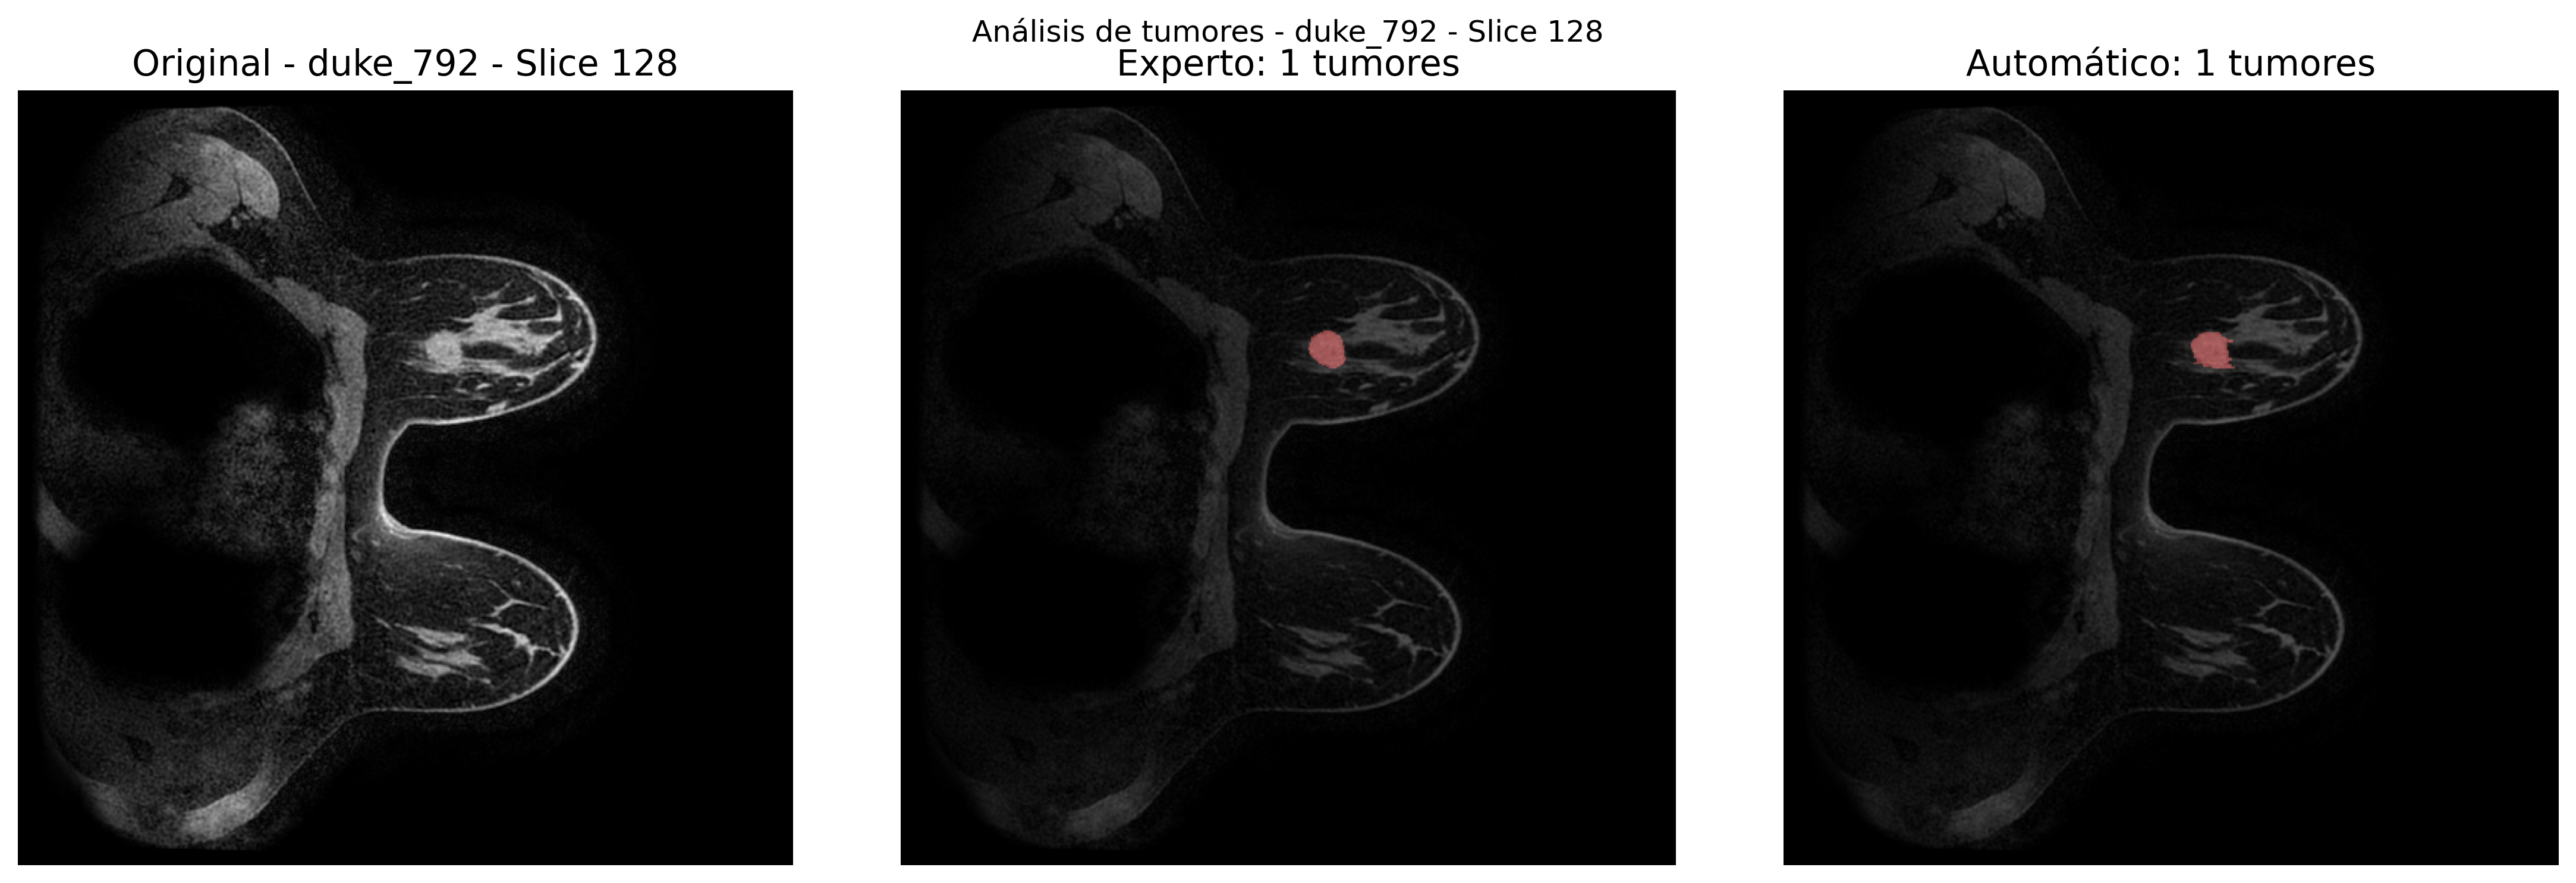 Análisis de tumores - duke_792 - Slice 128
Original - duke_792 - Slice 128
Experto: 1 tumores
Automático: 1 tumores